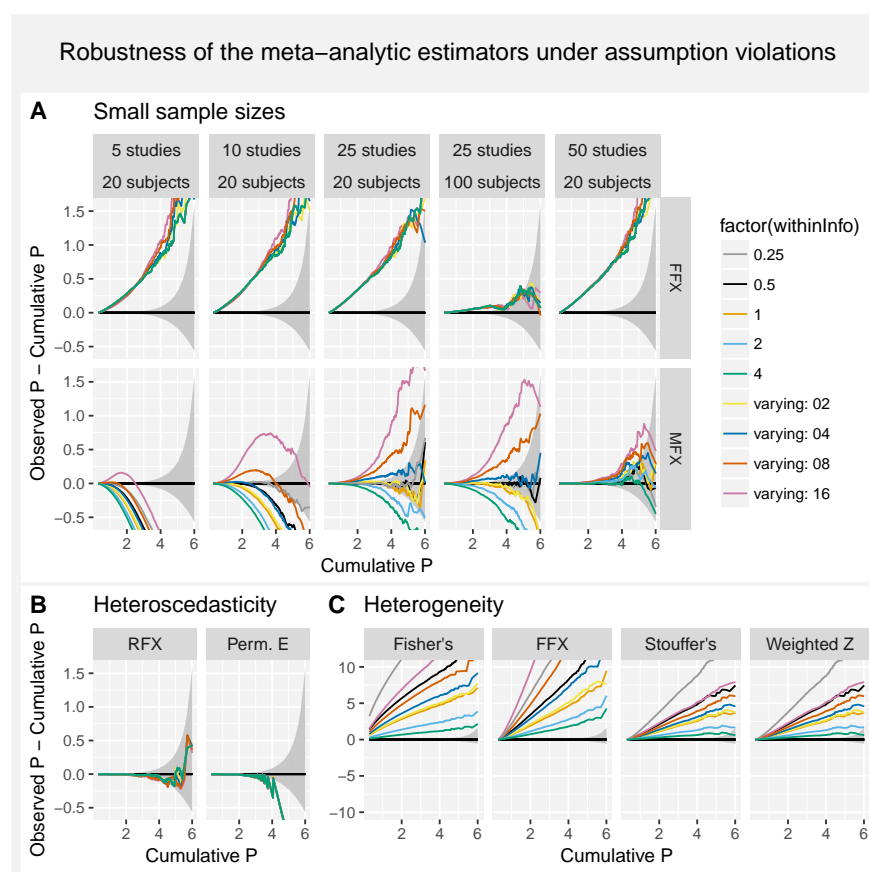 Robustness of the meta−analytic estimators under assumption violations
A Small sample sizes
5 studies 10 studies 25 studies 25 studies 50 studies
20 subjects 20 subjects 20 subjects 100 subjects 20 subjects
1.5
1.0
0.5
0.0
−0.5
FFX
1.5
1.0
0.5
0.0
−0.5
MFX
2 4 6 2 4 6 2 4 6 2 4 6 2 4 6
Cumulative P
Observed P − Cumulative P
factor(withinInfo)
0.25
0.5
1
2
4
varying: 02
varying: 04
varying: 08
varying: 16
B Heteroscedasticity
RFX Perm. E
1.5
1.0
0.5
0.0
−0.5
2 4 6 2 4 6
Cumulative P
Observed P − Cumulative P
C Heterogeneity
Fisher's FFX Stouffer's Weighted Z
10
5
0
−5
−10
2 4 6 2 4 6 2 4 6 2 4 6
Cumulative P